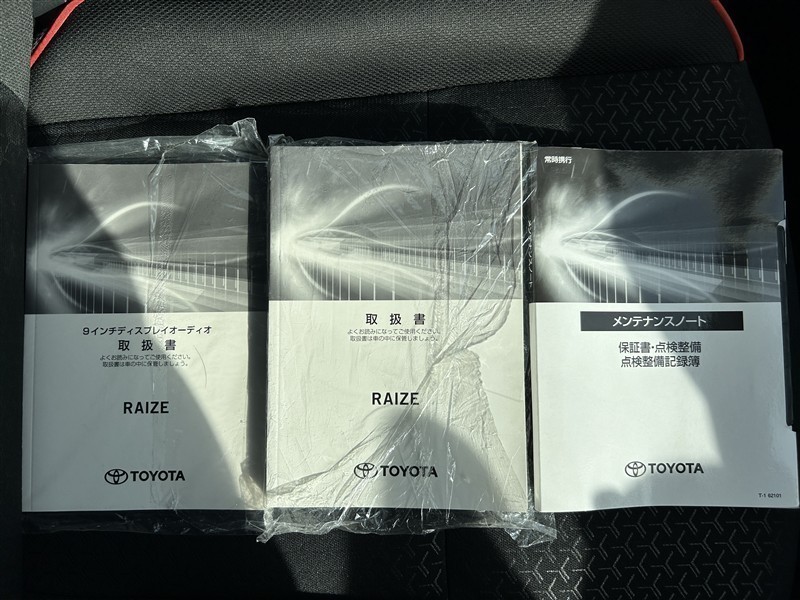 9インチディスプレイオーディオ
取扱書
よくお読みになってご使用ください。
取扱書は車の中に保管しましょう。
RAIZE
TOYOTA
取扱書
よくお読みになってご使用ください。
取扱書は車の中に保管しましょう。
RAIZE
TOYOTA
常時携行
メンテナンスノート
保証書・点検整備
点検整備記録簿
TOYOTA
T-1 62101